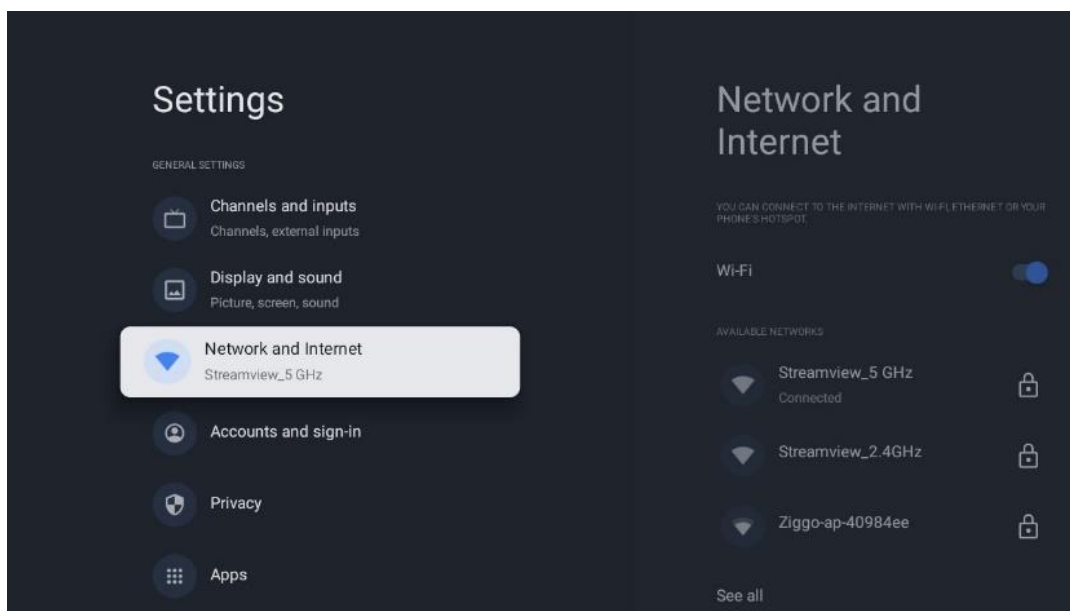 Settings
GENERAL SETTINGS
Channels and inputs
Channels, external inputs
Display and sound
Picture, screen, sound
Network and Internet
Streamview_5 GHz
Accounts and sign-in
Privacy
Apps
Network and
Internet
YOU CAN CONNECT TO THE INTERNET WITH WI-FI, ETHERNET OR YOUR
PHONE'S HOTSPOT.
Wi-Fi
AVAILABLE NETWORKS
Streamview_5 GHz
Connected
Streamview_2.4GHz
Ziggo-ap-40984ee
See all